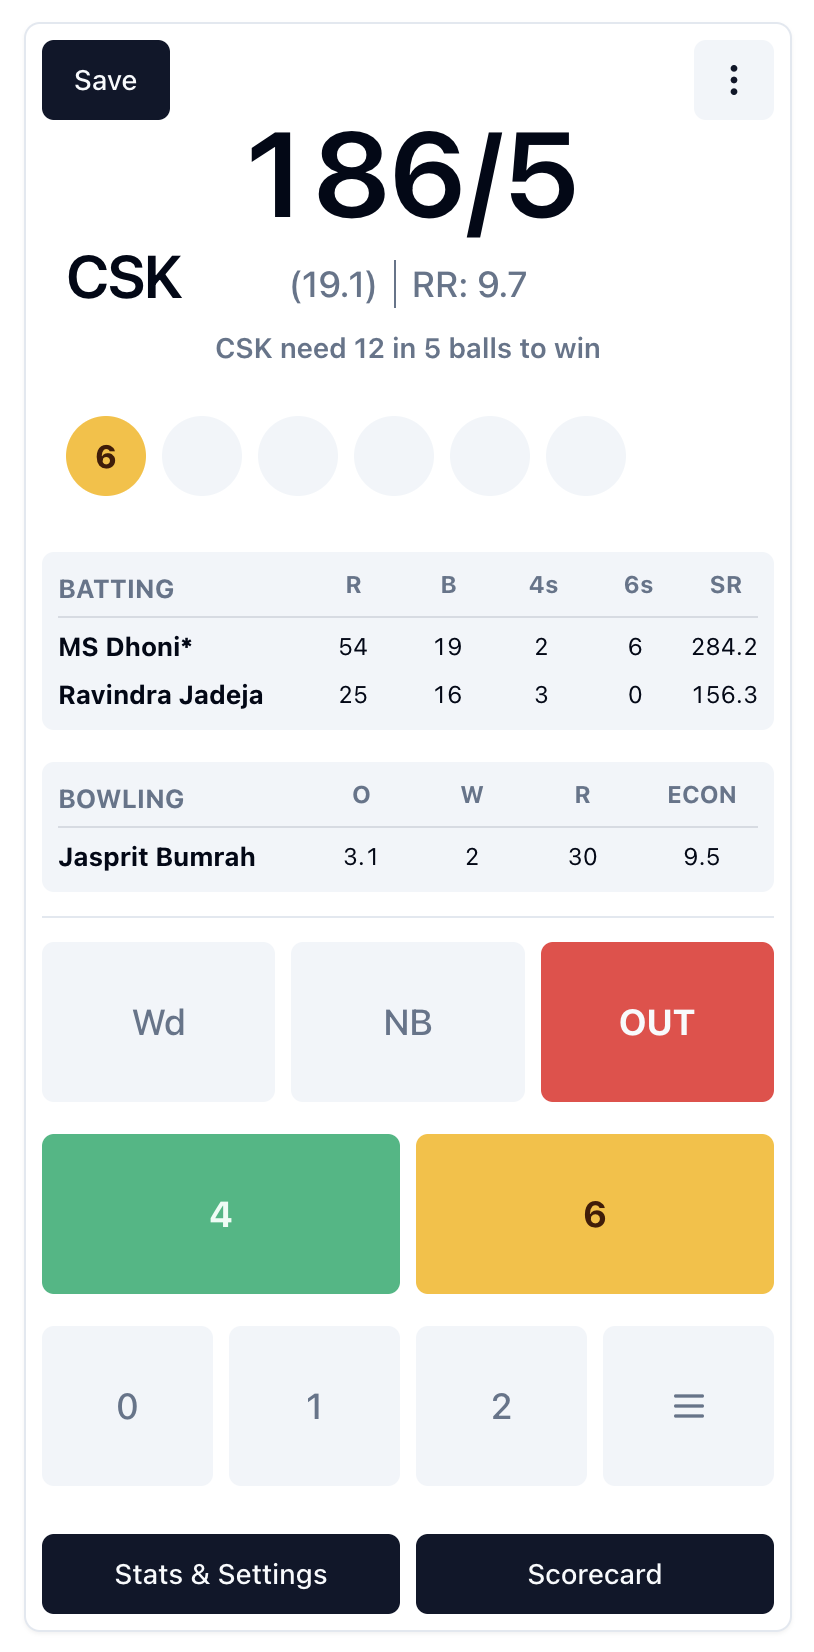 Save
186/5
CSK
(19.1) | RR: 9.7
CSK need 12 in 5 balls to win
6
BATTING R B 4s 6s SR
MS Dhoni* 54 19 2 6 284.2
Ravindra Jadeja 25 16 3 0 156.3
BOWLING O W R ECON
Jasprit Bumrah 3.1 2 30 9.5
Wd NB OUT
4 6
0 1 2
Stats & Settings Scorecard